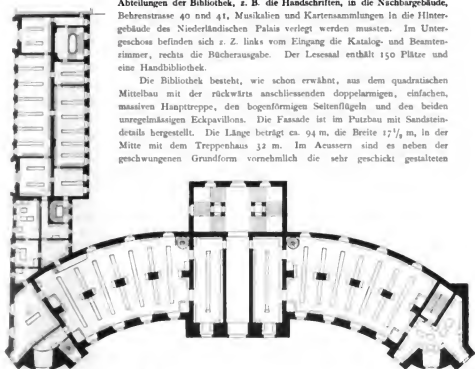 Abteilungen der Bibliothek, z. B. die Handschriften, in die Nachbargebäude,
Behrenstrasse 40 und 41, Musikalien und Kartensammlungen in die Hinter-
gebäude des Niederländischen Palais verlegt werden mussten. Im Unter-
geschoss befinden sich z. Z. links vom Eingang die Katalog- und Beamten-
zimmer, rechts die Bücherausgabe. Der Lesesaal enthält 150 Plätze und
eine Handbibliothek.
Die Bibliothek besteht, wie schon erwähnt, aus dem quadratischen
Mittelbau mit der rückwärts anschliessenden doppelarmigen, einfachen,
massiven Haupttreppe, den bogenförmigen Seitenflügeln und den beiden
unregelmässigen Eckpavillons. Die Fassade ist im Putzbau mit Sandstein-
details hergestellt. Die Länge beträgt ca. 94 m, die Breite 17 1/2 m, in der
Mitte mit dem Treppenhaus 32 m. Im Aeussern sind es neben der
geschwungenen Grundform vornehmlich die sehr geschickt gestalteten